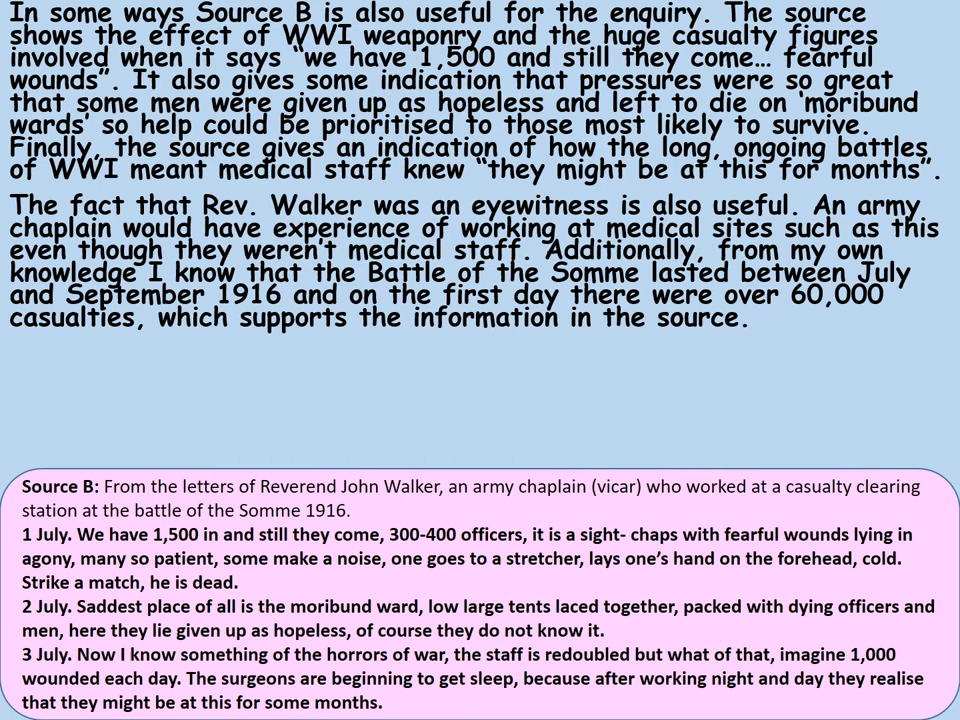 In some ways Source B is also useful for the enquiry. The source
shows the effect of WWI weaponry and the huge casualty figures
involved when it says “we have 1,500 and still they come… fearful
wounds”. It also gives some indication that pressures were so great
that some men were given up as hopeless and left to die on ‘moribund
wards’ so help could be prioritised to those most likely to survive.
Finally, the source gives an indication of how the long, ongoing battles
of WWI meant medical staff knew “they might be at this for months”.
The fact that Rev. Walker was an eyewitness is also useful. An army
chaplain would have experience of working at medical sites such as this
even though they weren’t medical staff. Additionally, from my own
knowledge I know that the Battle of the Somme lasted between July
and September 1916 and on the first day there were over 60,000
casualties, which supports the information in the source.
Source B: From the letters of Reverend John Walker, an army chaplain (vicar) who worked at a casualty clearing
station at the battle of the Somme 1916.
1 July. We have 1,500 in and still they come, 300-400 officers, it is a sight- chaps with fearful wounds lying in
agony, many so patient, some make a noise, one goes to a stretcher, lays one’s hand on the forehead, cold.
Strike a match, he is dead.
2 July. Saddest place of all is the moribund ward, low large tents laced together, packed with dying officers and
men, here they lie given up as hopeless, of course they do not know it.
3 July. Now I know something of the horrors of war, the staff is redoubled but what of that, imagine 1,000
wounded each day. The surgeons are beginning to get sleep, because after working night and day they realise
that they might be at this for some months.